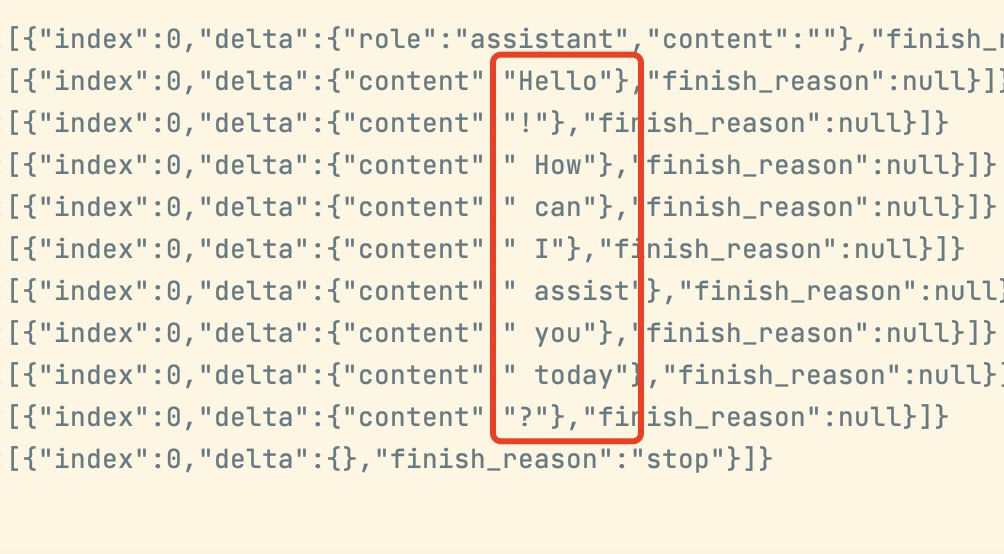 [{"index":0,"delta":{"role":"assistant","content":""},"finish_r
[{"index":0,"delta":{"content" "Hello"},"finish_reason":null}]}
[{"index":0,"delta":{"content" "!"},"finish_reason":null}]}
[{"index":0,"delta":{"content" " How"},"finish_reason":null}]}
[{"index":0,"delta":{"content" " can"},"finish_reason":null}]}
[{"index":0,"delta":{"content" " I"},"finish_reason":null}]}
[{"index":0,"delta":{"content" " assist"},"finish_reason":null}
[{"index":0,"delta":{"content" " you"},"finish_reason":null}]}
[{"index":0,"delta":{"content" " today"},"finish_reason":null}]
[{"index":0,"delta":{"content" "?"},"finish_reason":null}]}
[{"index":0,"delta":{},"finish_reason":"stop"}]}